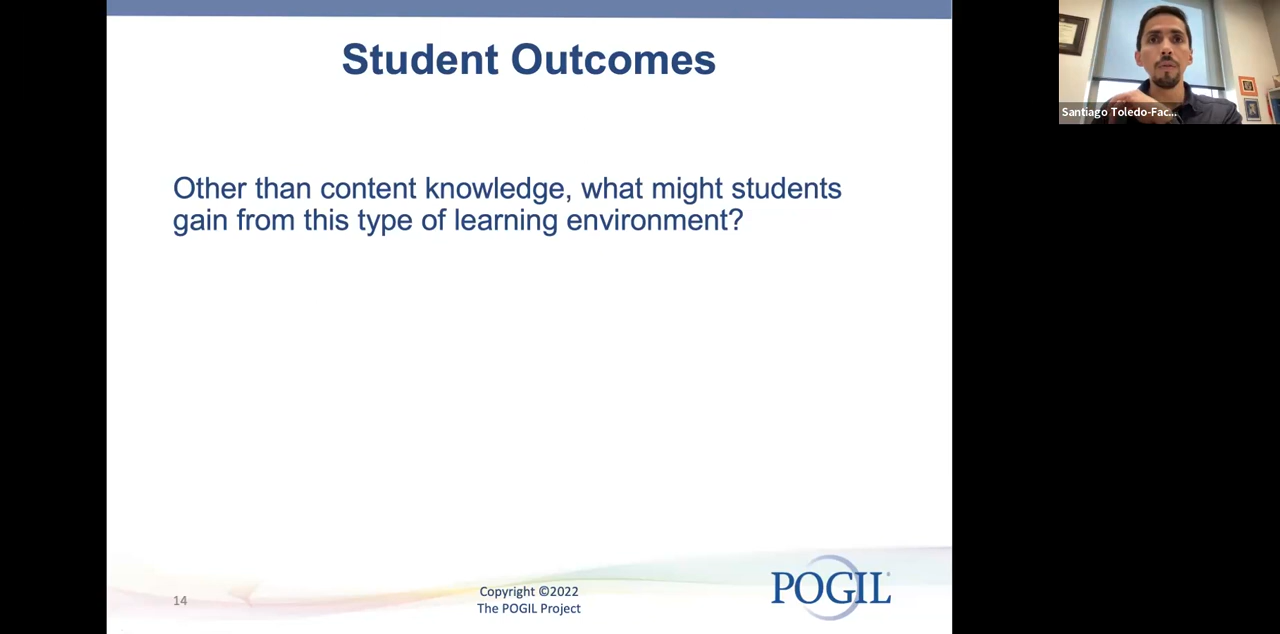 Student Outcomes
Santiago Toledo-Fac...
Other than content knowledge, what might students
gain from this type of learning environment?
14
Copyright ©2022
The POGIL Project
POGIL